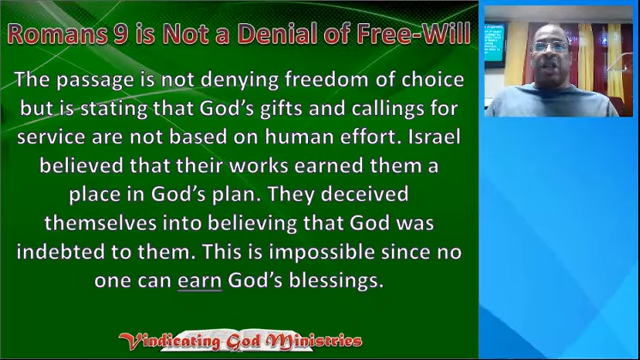 Romans 9 is Not a Denial of Free-Will
The passage is not denying freedom of choice
but is stating that God's gifts and callings for
service are not based on human effort. Israel
believed that their works earned them a
place in God's plan. They deceived
themselves into believing that God was
indebted to them. This is impossible since no
one can earn God's blessings.
Vindicating God Ministries